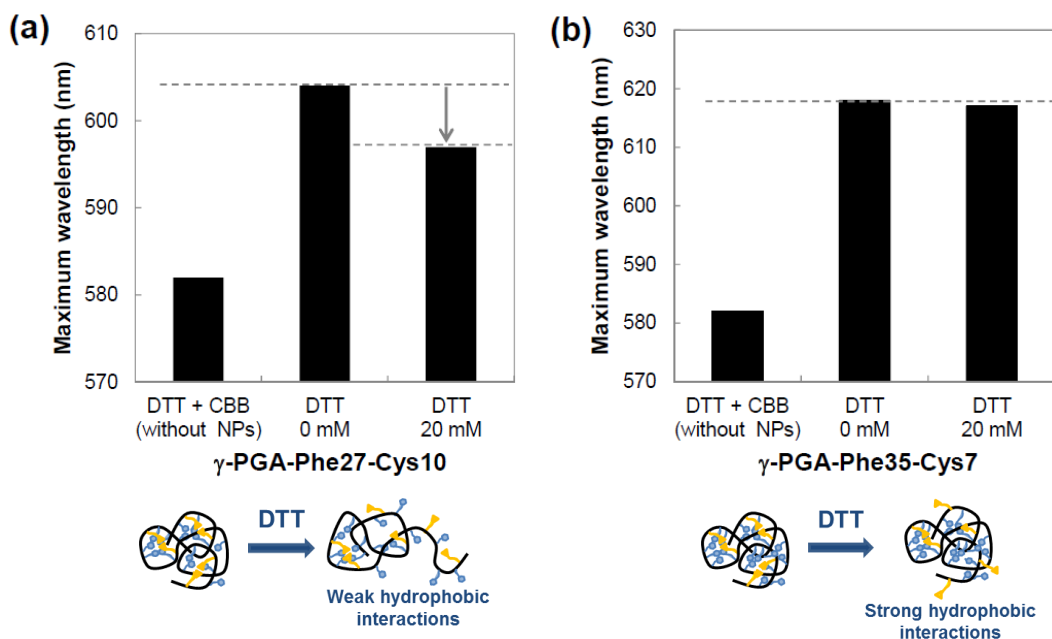 (a)
Maximum wavelength (nm)
610
600
590
580
570
DTT + CBB
(without NPs)
DTT
0 mM
DTT
20 mM
γ-PGA-Phe27-Cys10
DTT
Weak hydrophobic
interactions
(b)
Maximum wavelength (nm)
630
620
610
600
590
580
570
DTT + CBB
(without NPs)
DTT
0 mM
DTT
20 mM
γ-PGA-Phe35-Cys7
DTT
Strong hydrophobic
interactions